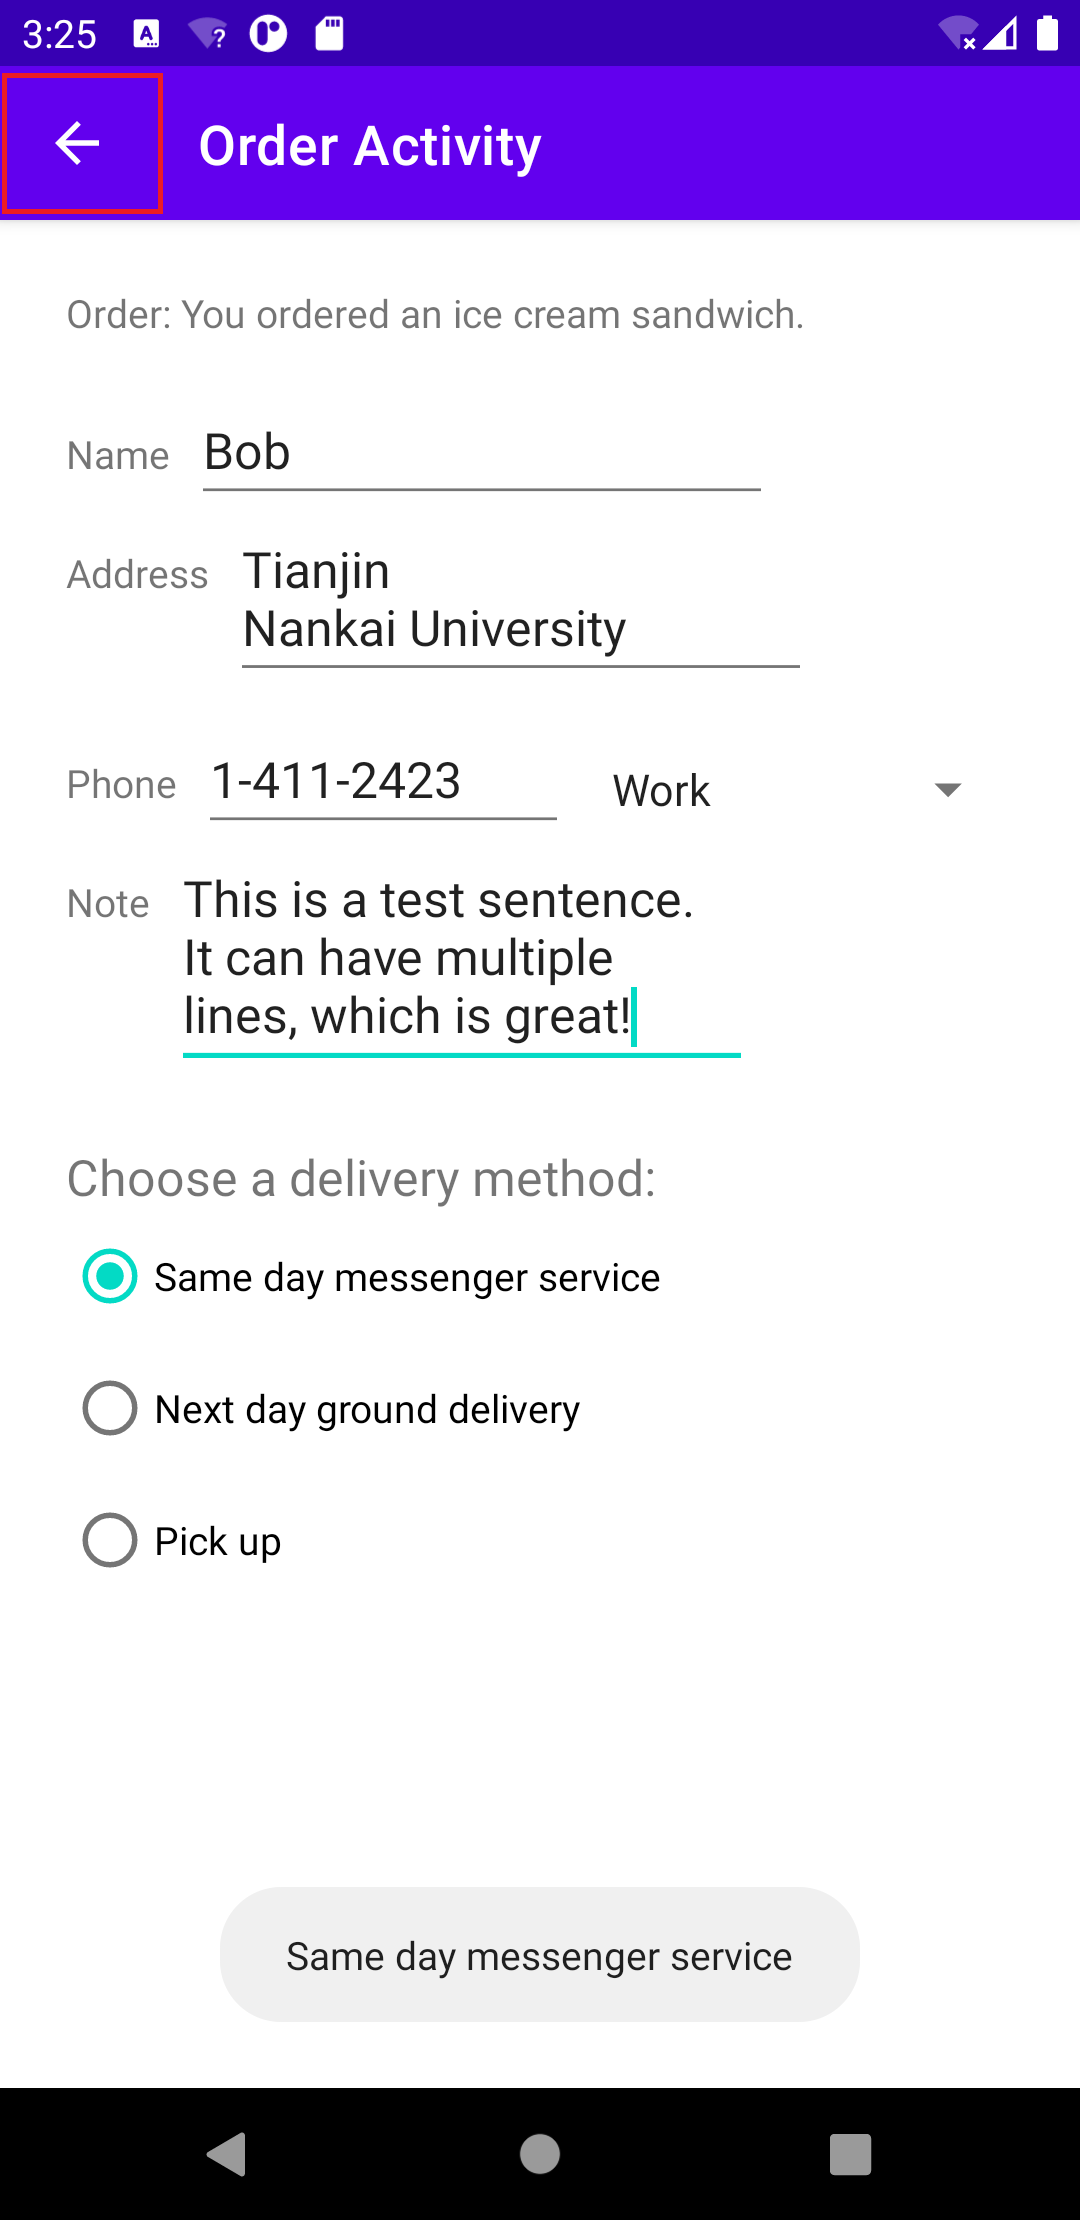 3:25
Order Activity
Order: You ordered an ice cream sandwich.
Name Bob
Address Tianjin
Nankai University
Phone 1-411-2423 Work
Note This is a test sentence.
It can have multiple
lines, which is great!
Choose a delivery method:
Same day messenger service
Next day ground delivery
Pick up
Same day messenger service